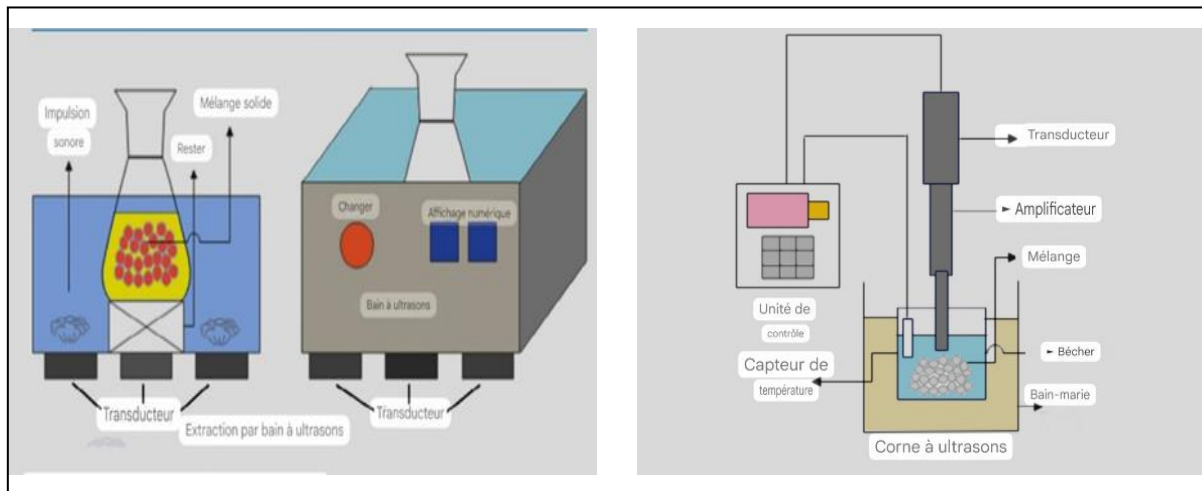 Impulsion
sonore
Mélange solide
Rester
Transducteur
Extraction par bain à ultrasons
Changer
Affichage numérique
Bain à ultrasons
Transducteur
Transducteur
Amplificateur
Mélange
Unité de
contrôle
Capteur de
température
Bécher
Bain-marie
Corne à ultrasons